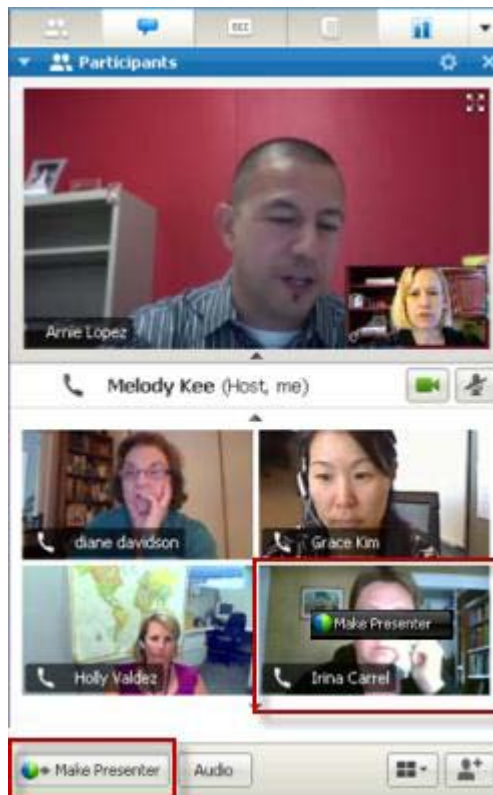 REC
Participants
Arnie Lopez
Melody Kee (Host, me)
diane davidson
Grace Kim
Make Presenter
Holly Valdez
Irina Carrel
Make Presenter
Audio